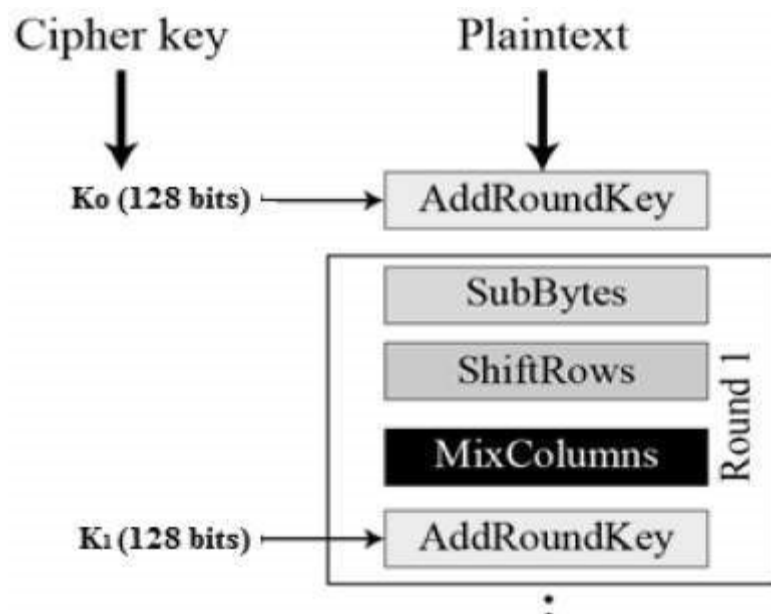 Cipher key
Plaintext
K0 (128 bits)
AddRoundKey
SubBytes
ShiftRows
MixColumns
Round 1
K1 (128 bits)
AddRoundKey